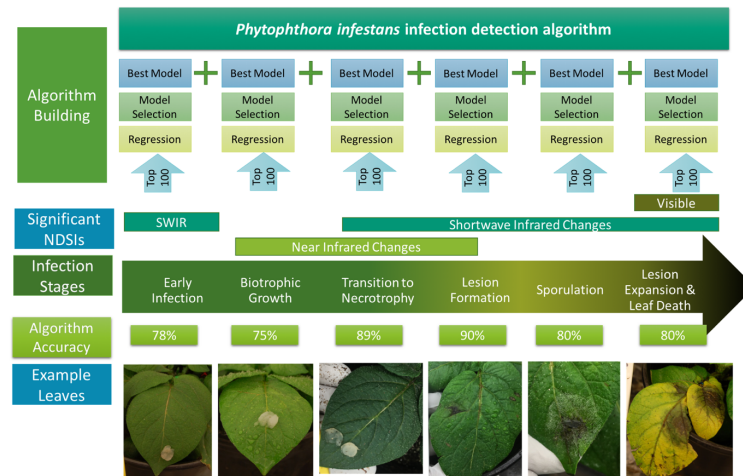 Phytophthora infestans infection detection algorithm
Algorithm
Building
Best Model + Best Model + Best Model + Best Model + Best Model + Best Model
Model
Selection
Model
Selection
Model
Selection
Model
Selection
Model
Selection
Model
Selection
Regression Regression Regression Regression Regression Regression
Top
100
Top
100
Top
100
Top
100
Top
100
Top
100
Significant
NDSIs
Visible
SWIR
Shortwave Infrared Changes
Near Infrared Changes
Infection
Stages
Early
Infection
Biotrophic
Growth
Transition to
Necrotrophy
Lesion
Formation
Sporulation
Lesion
Expansion &
Leaf Death
Algorithm
Accuracy
78% 75% 89% 90% 80% 80%
Example
Leaves